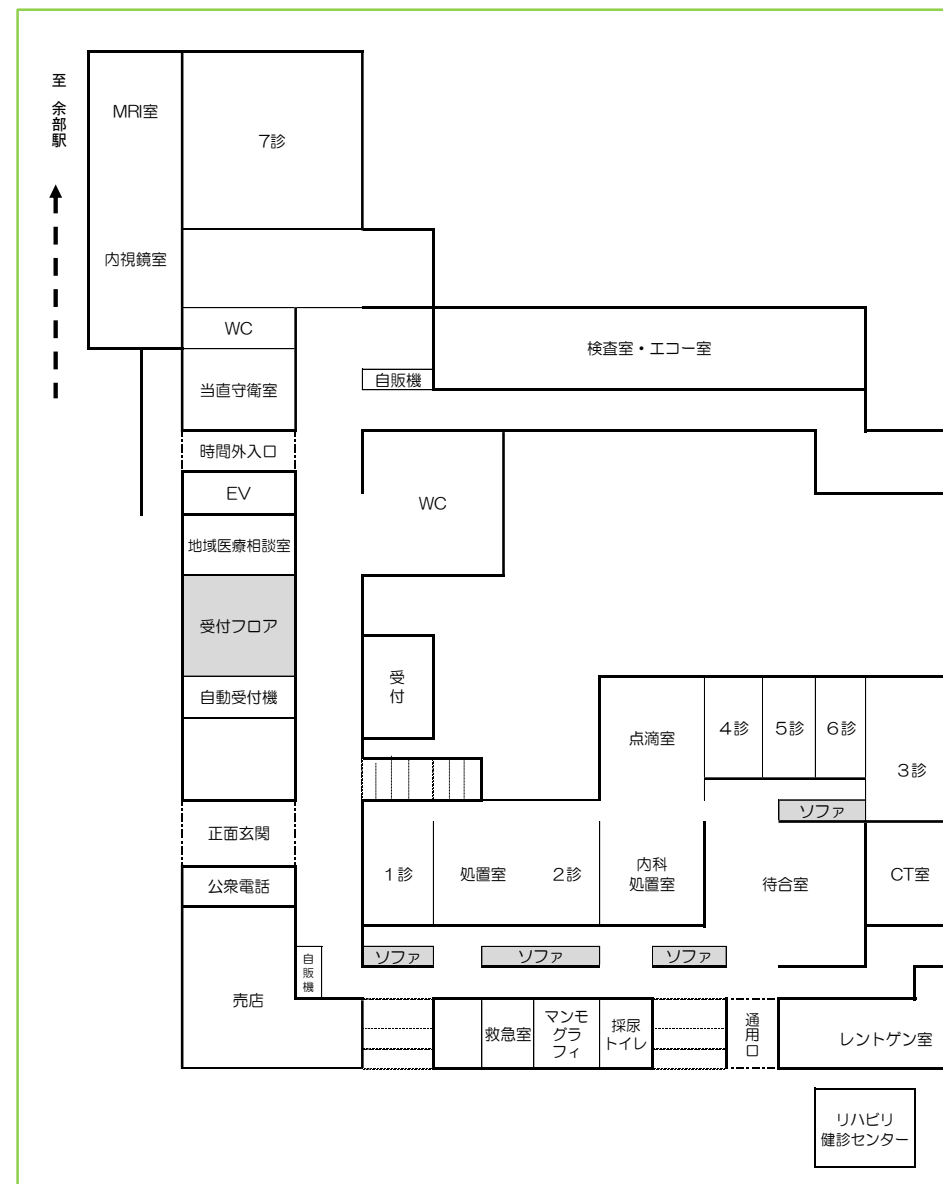 至 余部駅
MRI室
7診
内視鏡室
WC
検査室・エコー室
自販機
当直守衛室
時間外入口
EV
WC
地域医療相談室
受付フロア
受付
自動受付機
点滴室
4診
5診
6診
3診
ソファ
正面玄関
1診
処置室
2診
内科
処置室
待合室
CT室
公衆電話
ソファ
ソファ
ソファ
自販機
売店
救急室
マンモ
グラ
フィ
採尿
トイレ
通用口
レントゲン室
リハビリ
健診センター